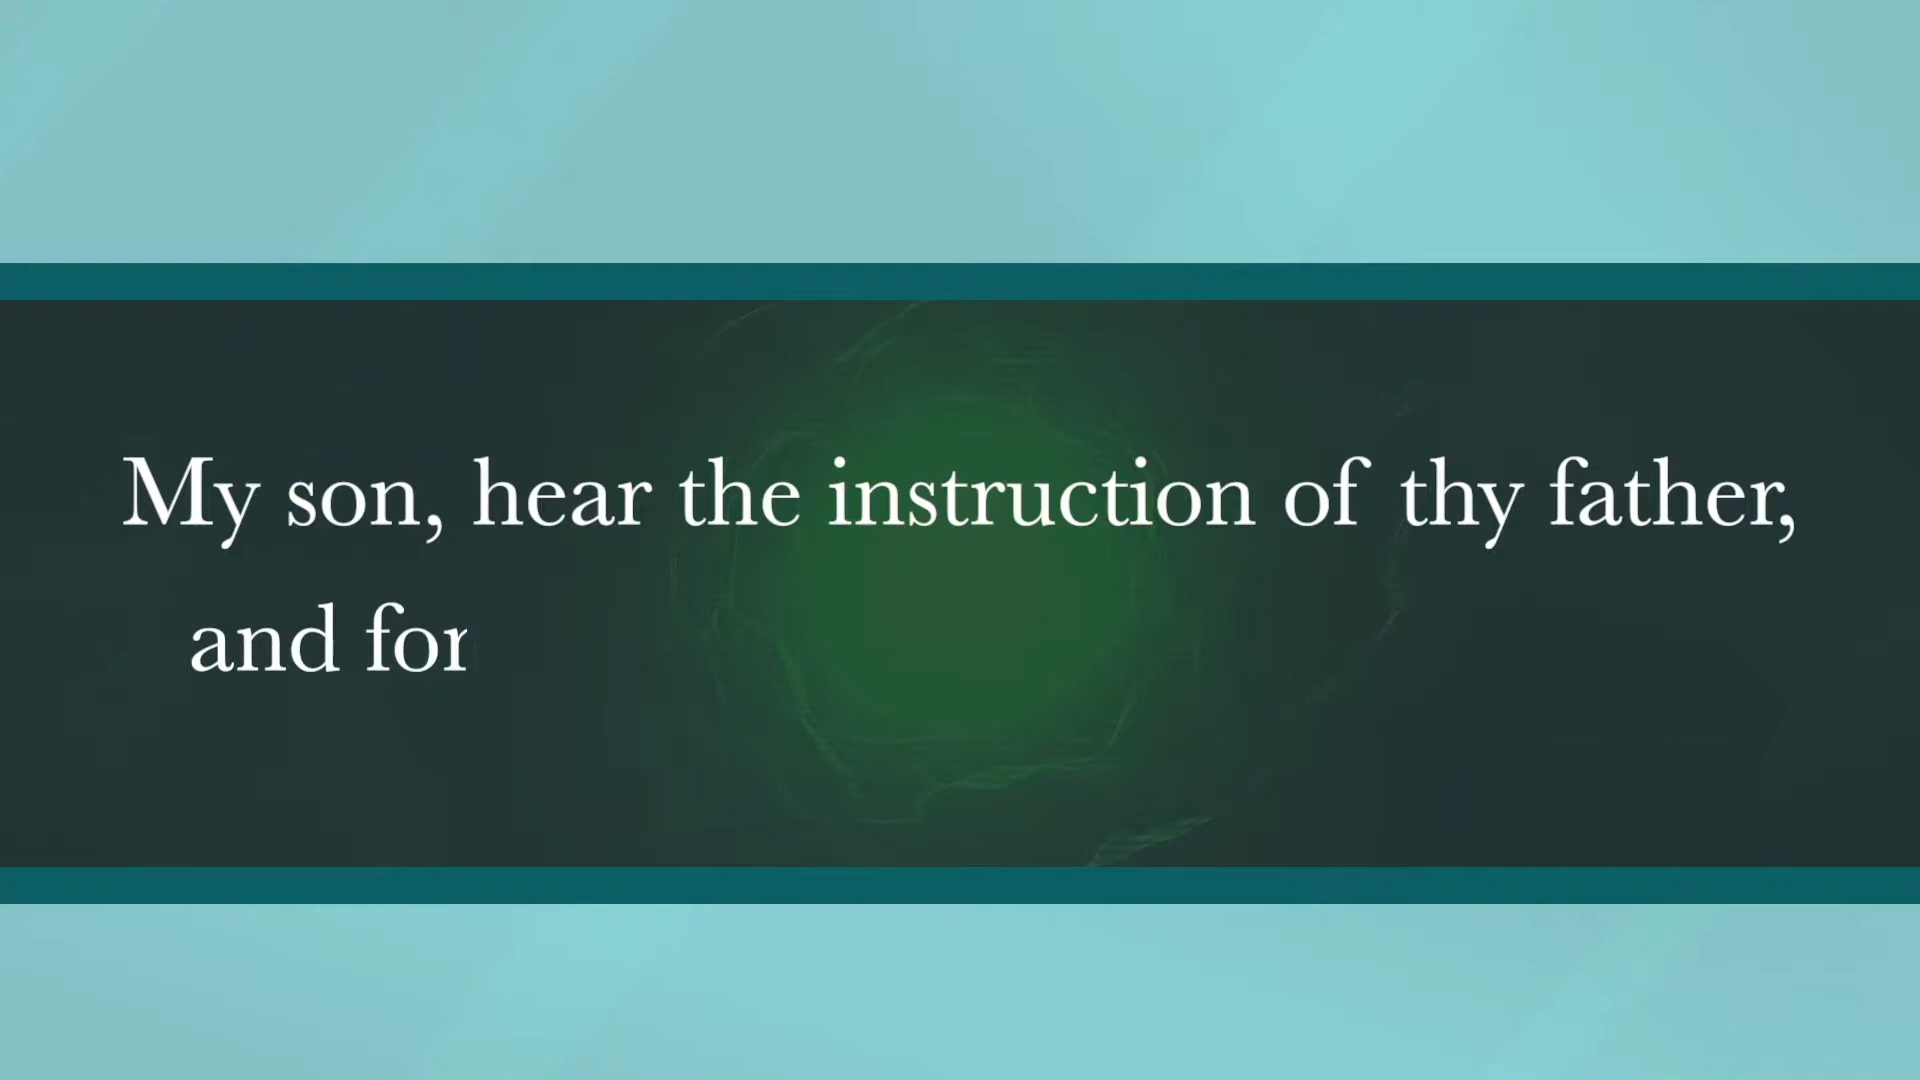 My son, hear the instruction of thy father,
and for